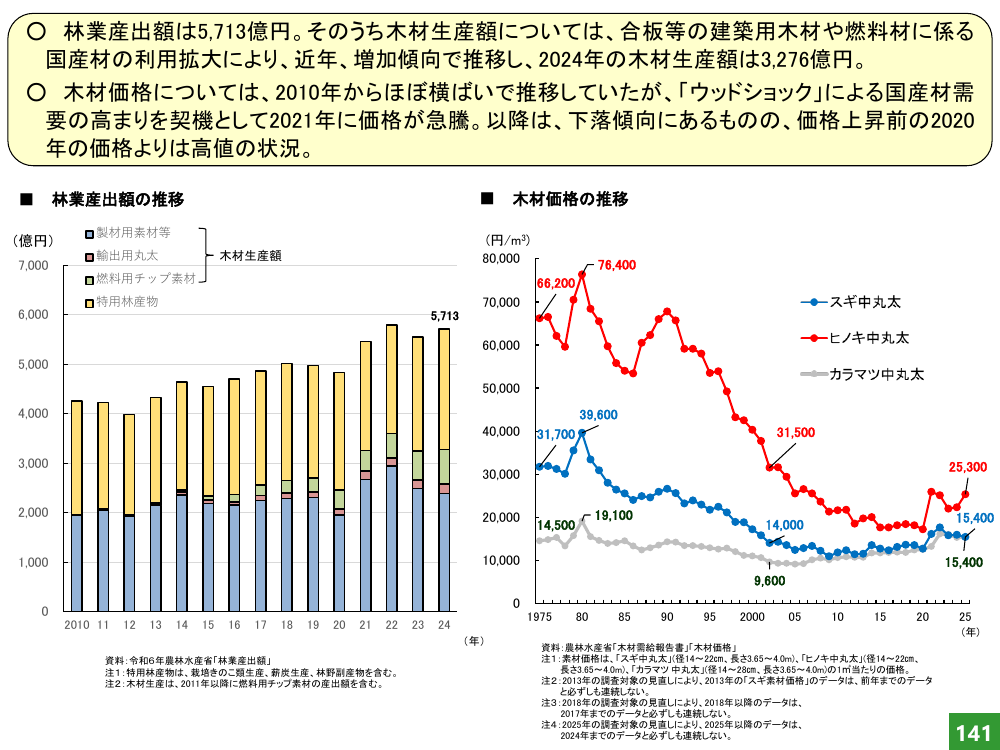 ○ 林業産出額は5,713億円。そのうち木材生産額については、合板等の建築用木材や燃料材に係る
国産材の利用拡大により、近年、増加傾向で推移し、2024年の木材生産額は3,276億円。
○ 木材価格については、2010年からほぼ横ばいで推移していたが、「ウッドショック」による国産材需
要の高まりを契機として2021年に価格が急騰。以降は、下落傾向にあるものの、価格上昇前の2020
年の価格よりは高値の状況。
■ 林業産出額の推移
(億円)
製材用素材等
輸出用丸太
燃料用チップ素材
特用林産物
木材生産額
5,713
7,000
6,000
5,000
4,000
3,000
2,000
1,000
0
2010 11 12 13 14 15 16 17 18 19 20 21 22 23 24
(年)
資料:令和6年農林水産省「林業産出額」
注1:特用林産物は、栽培きのこ類生産、薪炭生産、林野副産物を含む。
注2:木材生産は、2011年以降に燃料用チップ素材の産出額を含む。
■ 木材価格の推移
(円/m³)
80,000
70,000
60,000
50,000
40,000
30,000
20,000
10,000
0
66,200
76,400
スギ中丸太
ヒノキ中丸太
カラマツ中丸太
31,700
39,600
31,500
25,300
14,500
19,100
14,000
15,400
9,600
15,400
1975 80 85 90 95 2000 05 10 15 20 25
(年)
資料:農林水産省「木材需給報告書」「木材価格」
注1:素材価格は、「スギ中丸太」(径14~22cm、長さ3.65~4.0m)、「ヒノキ中丸太」(径14~22cm、
長さ3.65~4.0m)、「カラマツ 中丸太」(径14~28cm、長さ3.65~4.0m)の1㎥当たりの価格。
注2:2013年の調査対象の見直しにより、2013年の「スギ素材価格」のデータは、前年までのデータ
と必ずしも連続しない。
注3:2018年の調査対象の見直しにより、2018年以降のデータは、
2017年までのデータと必ずしも連続しない。
注4:2025年の調査対象の見直しにより、2025年以降のデータは、
2024年までのデータと必ずしも連続しない。
141